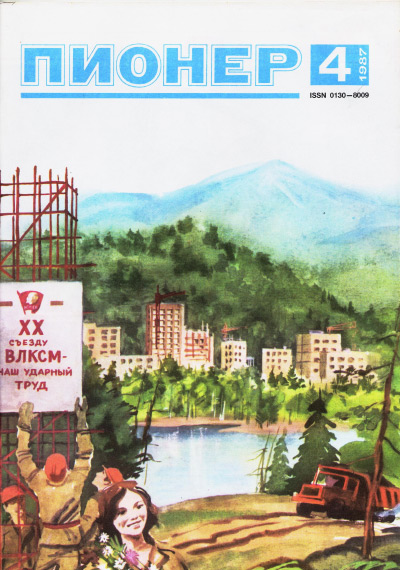 ПИОНЕР
4
1987
ISSN 0130—8009
XX
СЪЕЗДУ
ВЛКСМ-
НАШ УДАРНЫЙ
ТРУД